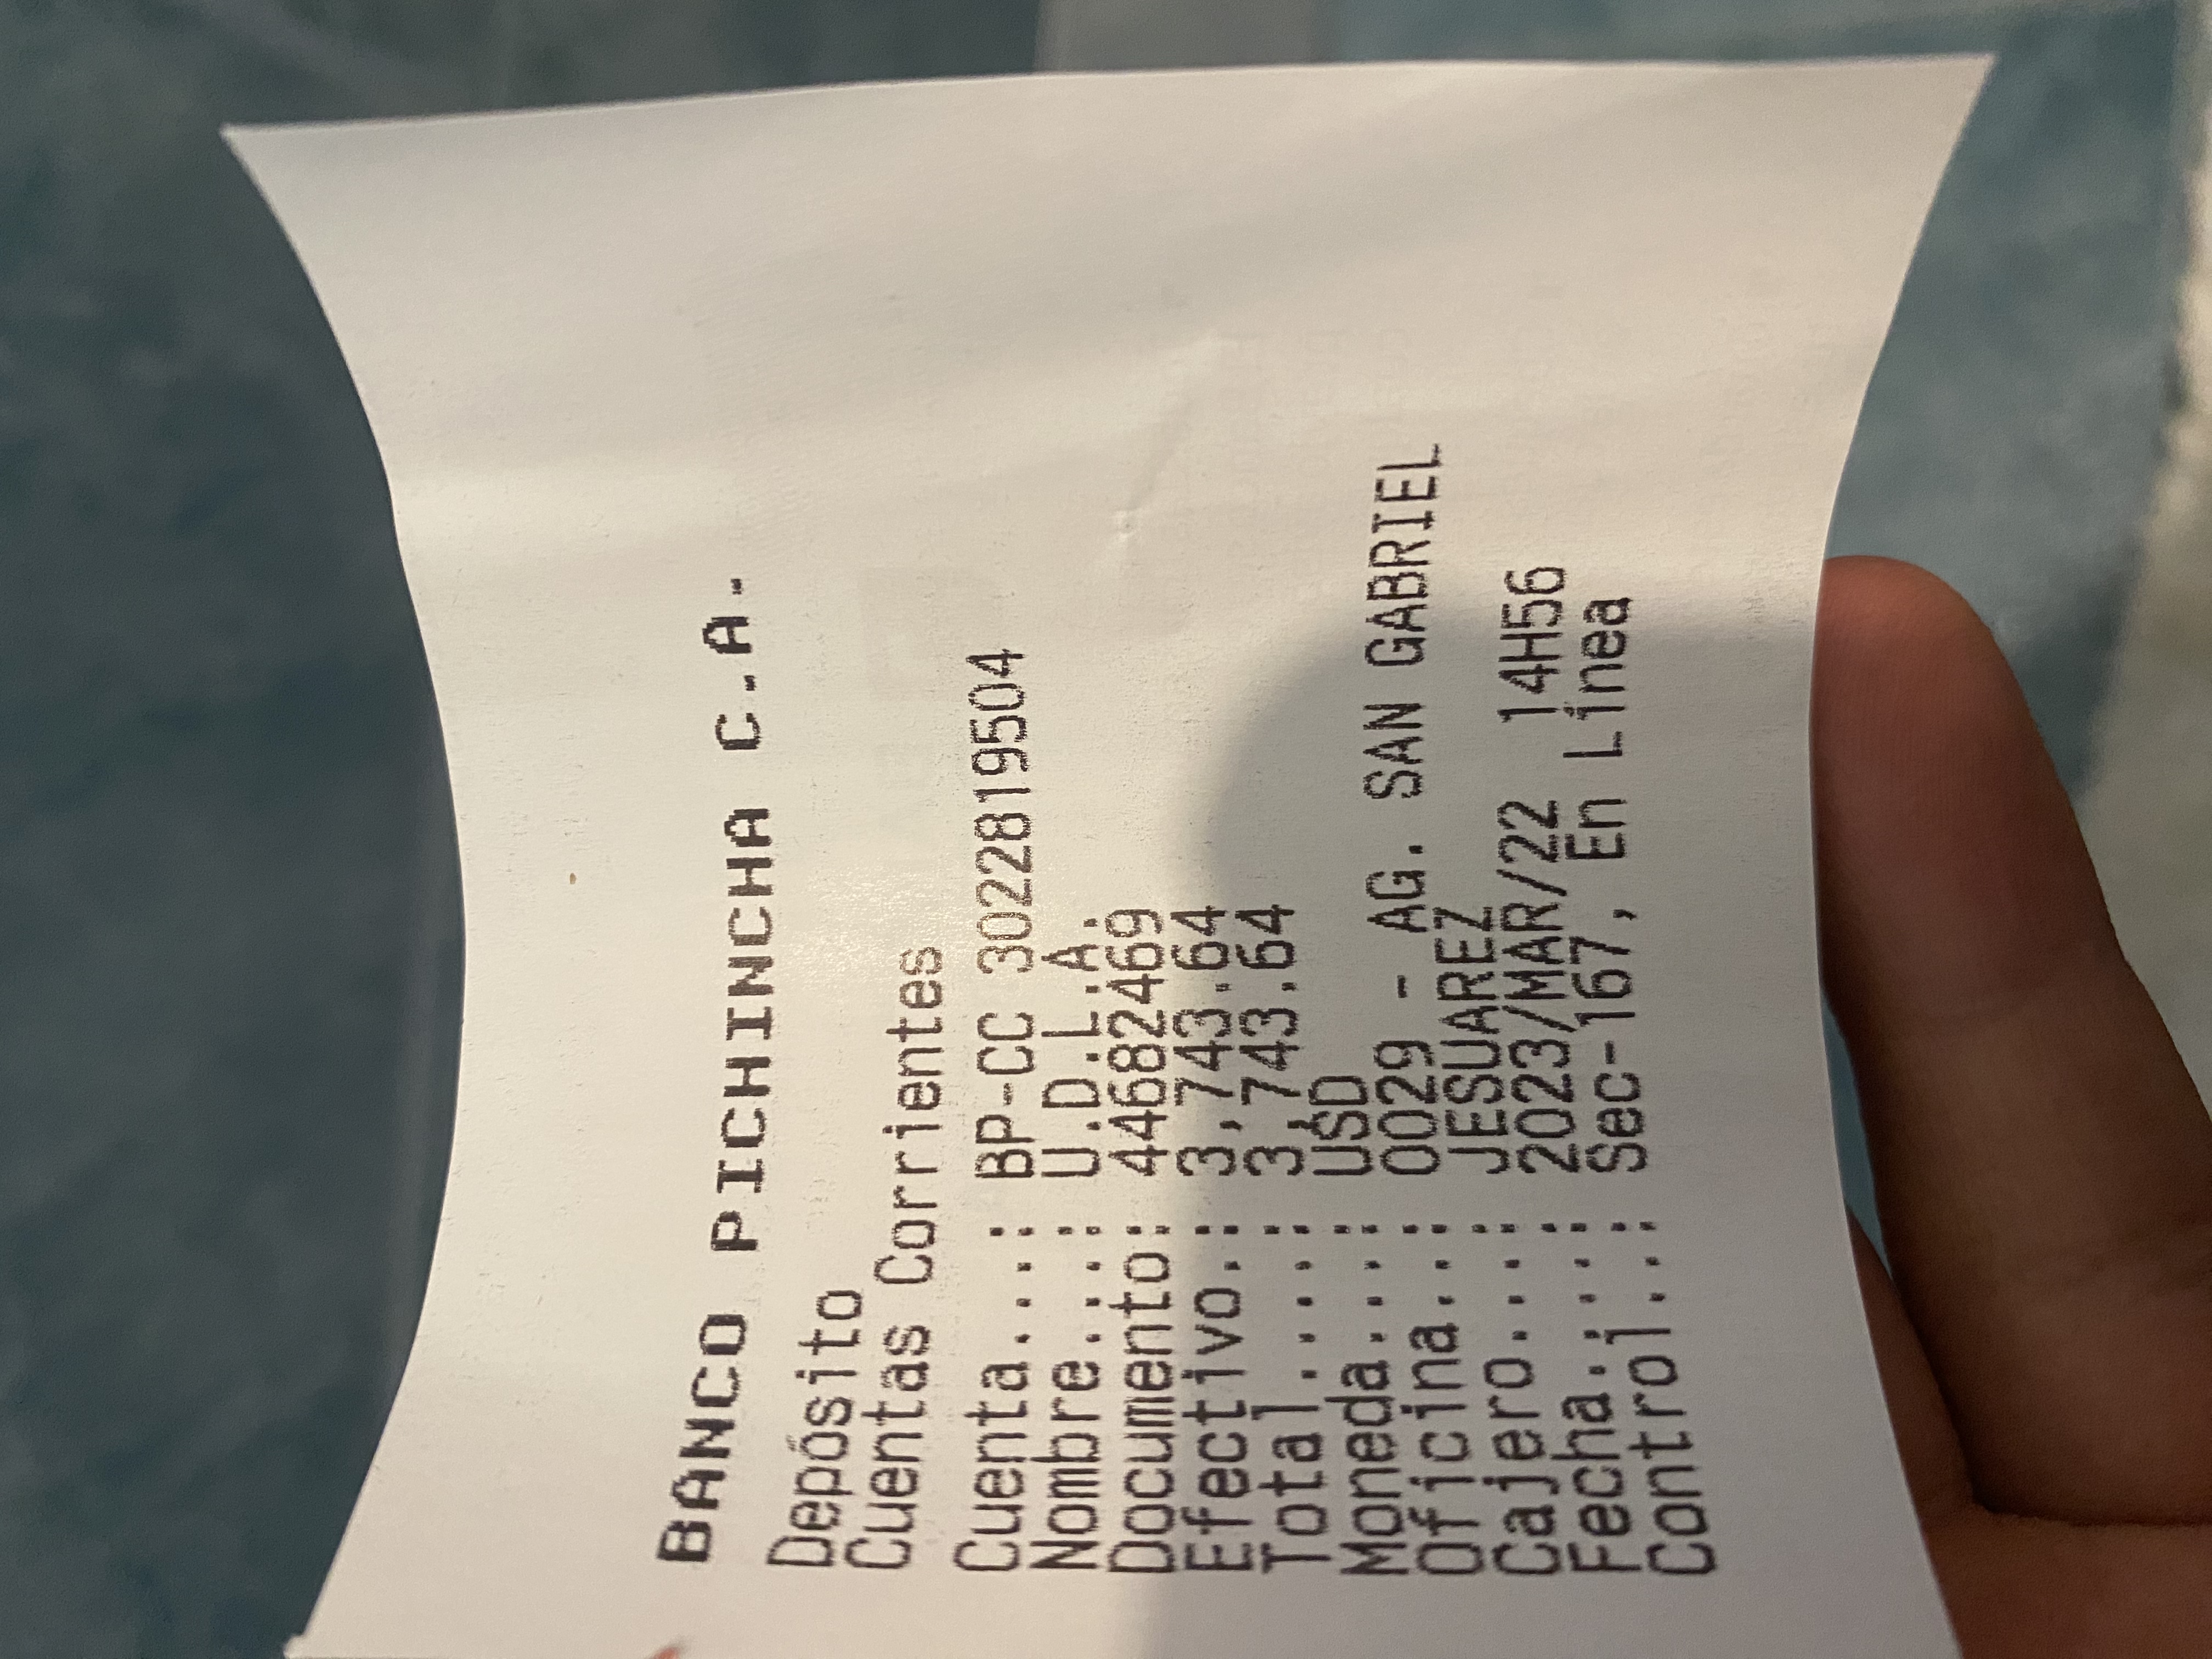 BANCO PICHINCHA C.A.
Depósito
Cuentas Corrientes
Cuenta....: BP-CC 3022819504
Nombre....: U.D.L.A.
Documento: 446824469
Efectivo.: 3,743.64
Total.....: 3,743.64
Moneda....: USD
Oficina...: 0029 - AG. SAN GABRIEL
Cajero....: JESUAREZ
Fecha.....: 2023/MAR/22 14H56
Control...: Sec-167, En Línea